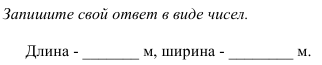 Запишите свой ответ в виде чисел.
Длина - _______ м, ширина - ________ м.